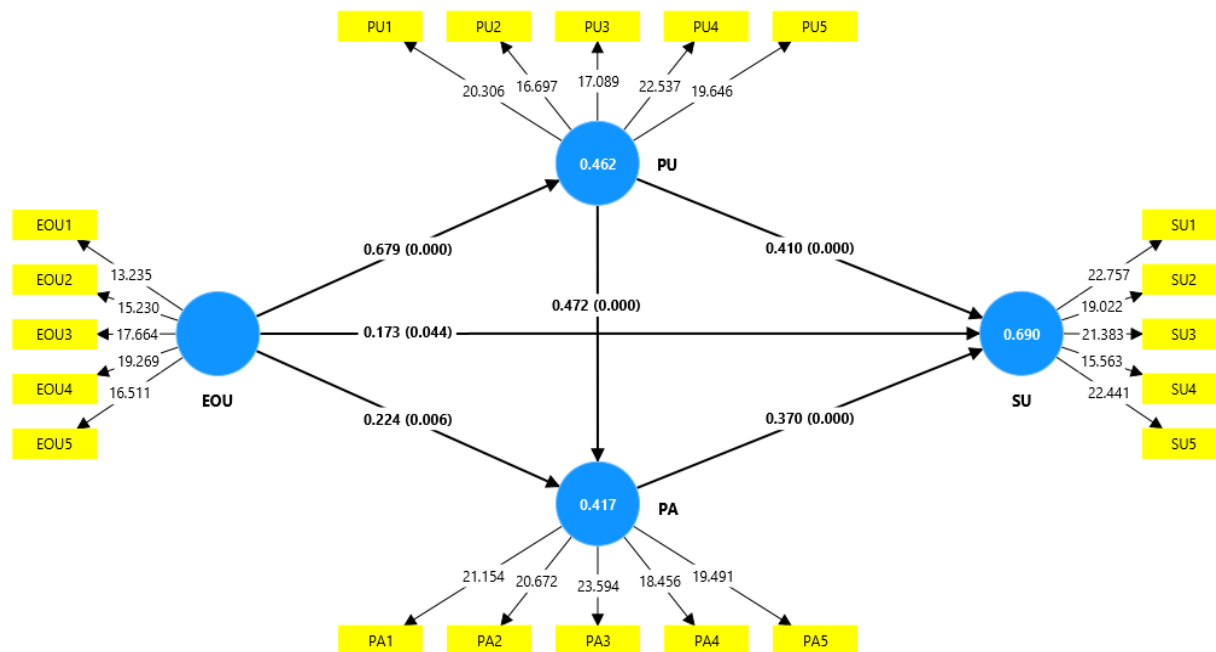 PU1 PU2 PU3 PU4 PU5
20.306 16.697 17.089 22.537 19.646
0.462 PU
EOU1
EOU2
EOU3
EOU4
EOU5
13.235
15.230
17.664
19.269
16.511
EOU
0.679 (0.000)
0.410 (0.000)
0.472 (0.000)
0.173 (0.044)
0.224 (0.006)
0.370 (0.000)
0.690
SU
22.757
19.022
21.383
15.563
22.441
SU1
SU2
SU3
SU4
SU5
0.417 PA
21.154 20.672 23.594 18.456 19.491
PA1 PA2 PA3 PA4 PA5